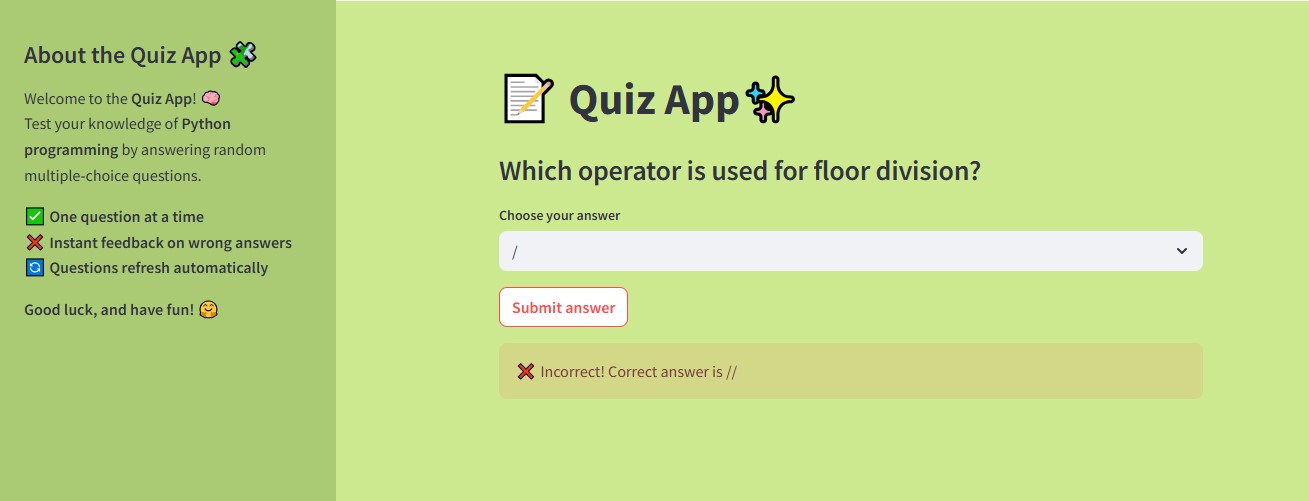 About the Quiz App 🧩
Welcome to the Quiz App! 🧠
Test your knowledge of Python
programming by answering random
multiple-choice questions.
✅ One question at a time
❌ Instant feedback on wrong answers
🔄 Questions refresh automatically
Good luck, and have fun! 🤗
📝 Quiz App✨
Which operator is used for floor division?
Choose your answer
/
Submit answer
❌ Incorrect! Correct answer is //